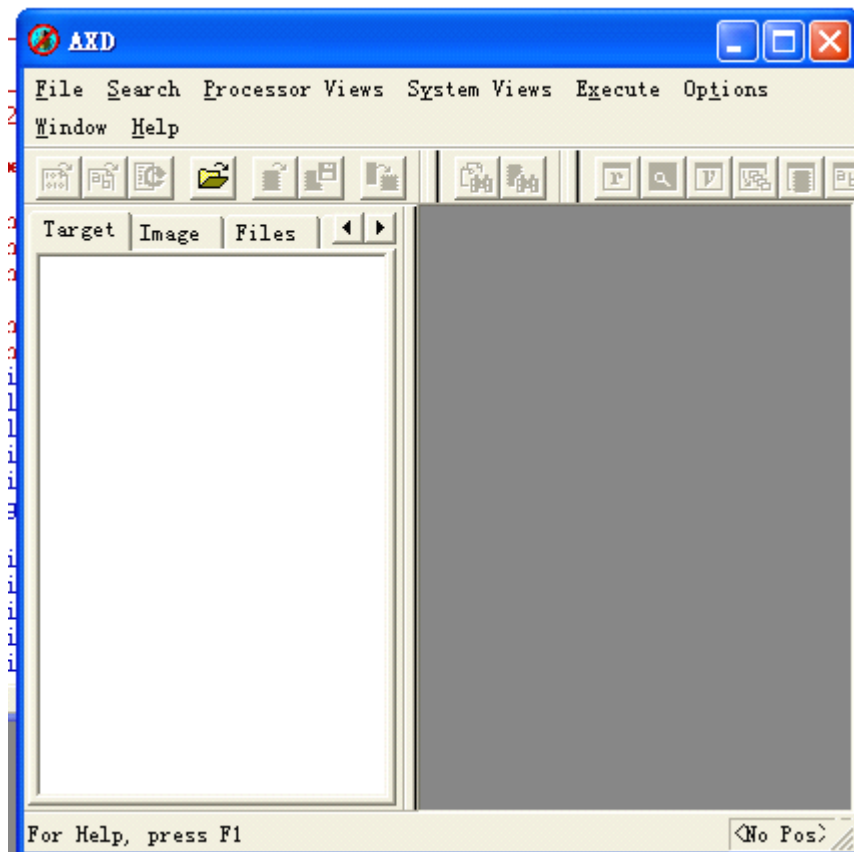 AXD
File Search Processor Views System Views Execute Options
Window Help
Target Image Files
For Help, press F1 <No Pos>